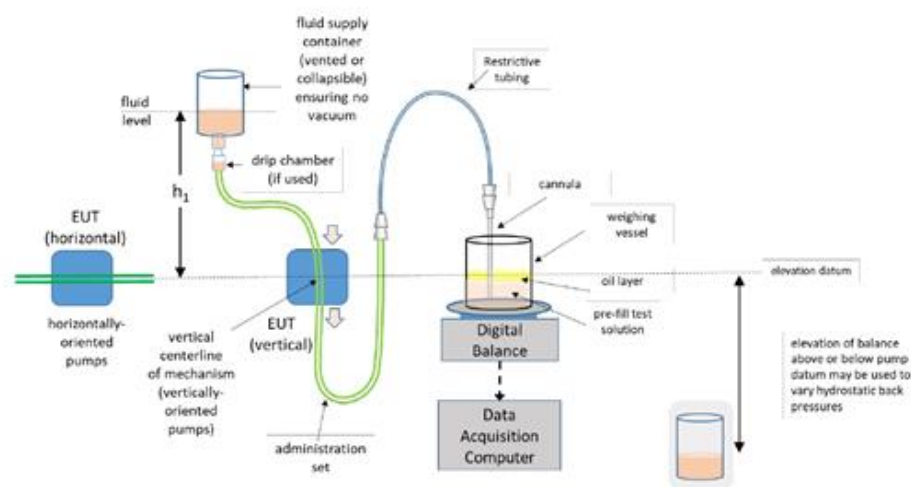 fluid supply
container
(vented or
collapsible)
ensuring no
vacuum
fluid
level
drip chamber
(if used)
h1
EUT
(horizontal)
horizontally-
oriented
pumps
vertical
centerline
of mechanism
(vertically-
oriented
pumps)
EUT
(vertical)
administration
set
Restrictive
tubing
cannula
weighing
vessel
elevation datum
oil layer
pre-fill test
solution
Digital
Balance
Data
Acquisition
Computer
elevation of balance
above or below pump
datum may be used to
vary hydrostatic back
pressures